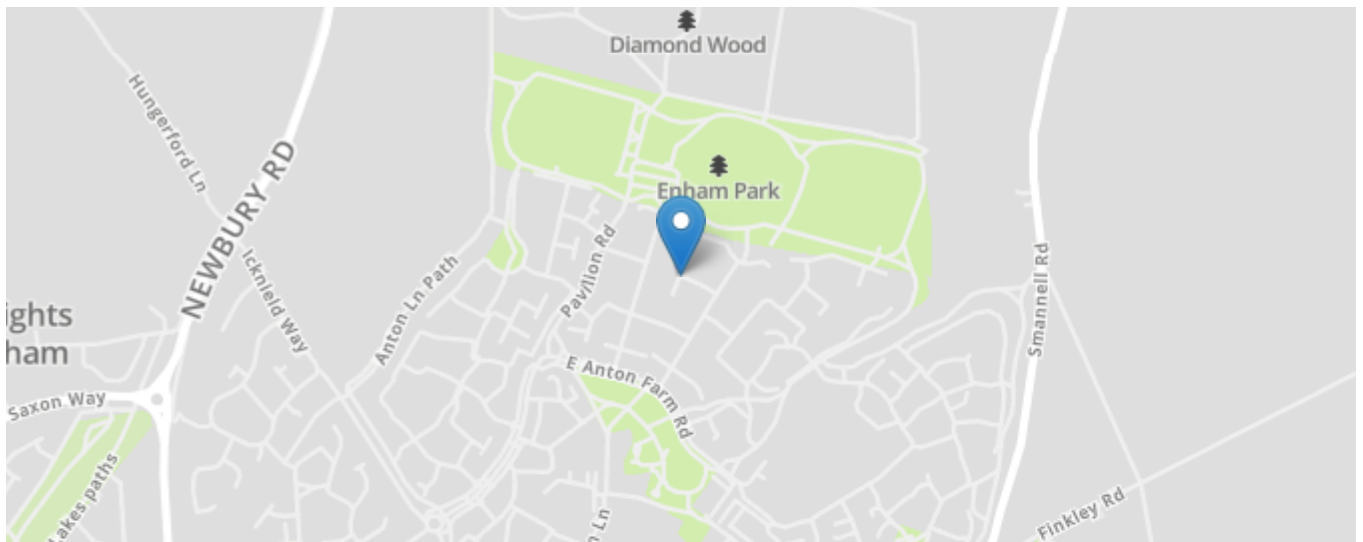 Diamond Wood
Hungerford Ln
NEWBURY RD
Enham Park
Icknield Way
Anton Ln Path
Pavilion Rd
Smannell Rd
ights
ham
E Anton Farm Rd
Saxon Way
Lakes paths
Finkley Rd
n Ln